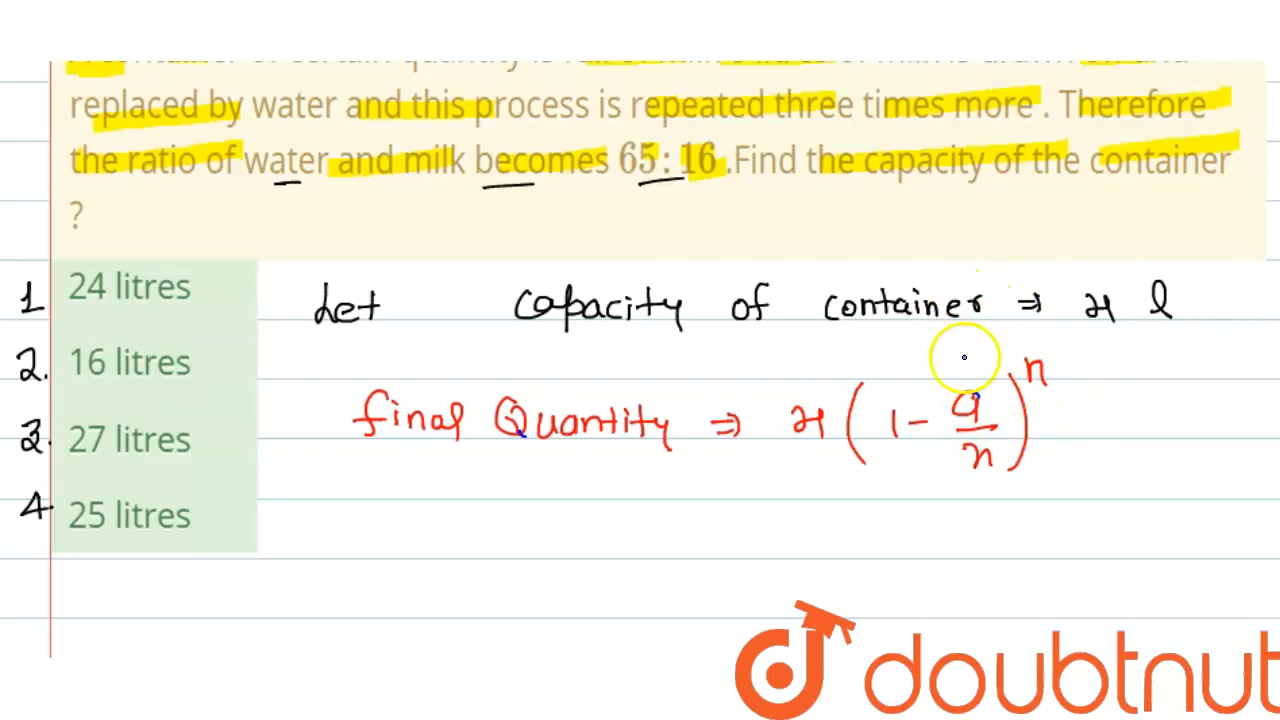 replaced by water and this process is repeated three times more . Therefore
the ratio of water and milk becomes 65 : 16 .Find the capacity of the container
?
1 24 litres
Let capacity of container ⇒ x l
2. 16 litres
final Quantity ⇒ x ( 1 - a/x )^n
3. 27 litres
4 25 litres
doubtnut